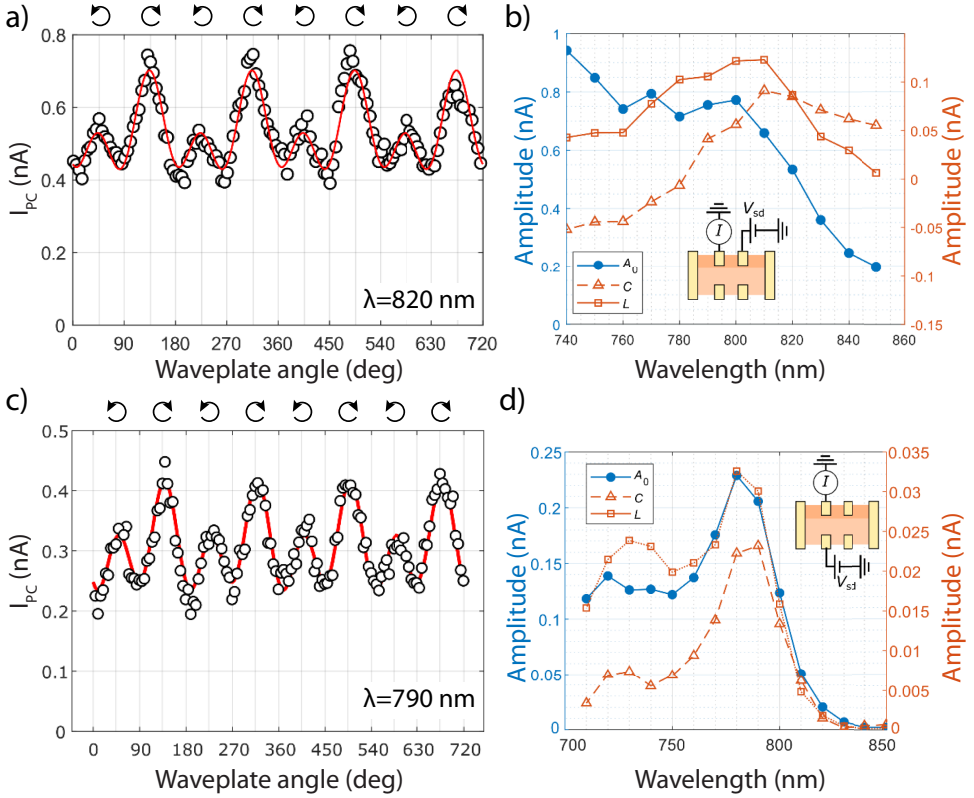 a)
I_PC (nA)
0.8
0.6
0.4
0.2
0
λ=820 nm
0 90 180 270 360 450 540 630 720
Waveplate angle (deg)
b)
Amplitude (nA)
1
0.8
0.6
0.4
0.2
0
A_0
C
L
I
V_sd
0.1
0.05
0
-0.05
-0.1
-0.15
Amplitude (nA)
740 760 780 800 820 840 860
Wavelength (nm)
c)
I_PC (nA)
0.5
0.4
0.3
0.2
0.1
0
λ=790 nm
0 90 180 270 360 450 540 630 720
Waveplate angle (deg)
d)
Amplitude (nA)
0.25
0.20
0.15
0.10
0.05
0.00
A_0
C
L
I
V_sd
0.035
0.03
0.025
0.02
0.015
0.01
0.005
0
Amplitude (nA)
700 750 800 850
Wavelength (nm)